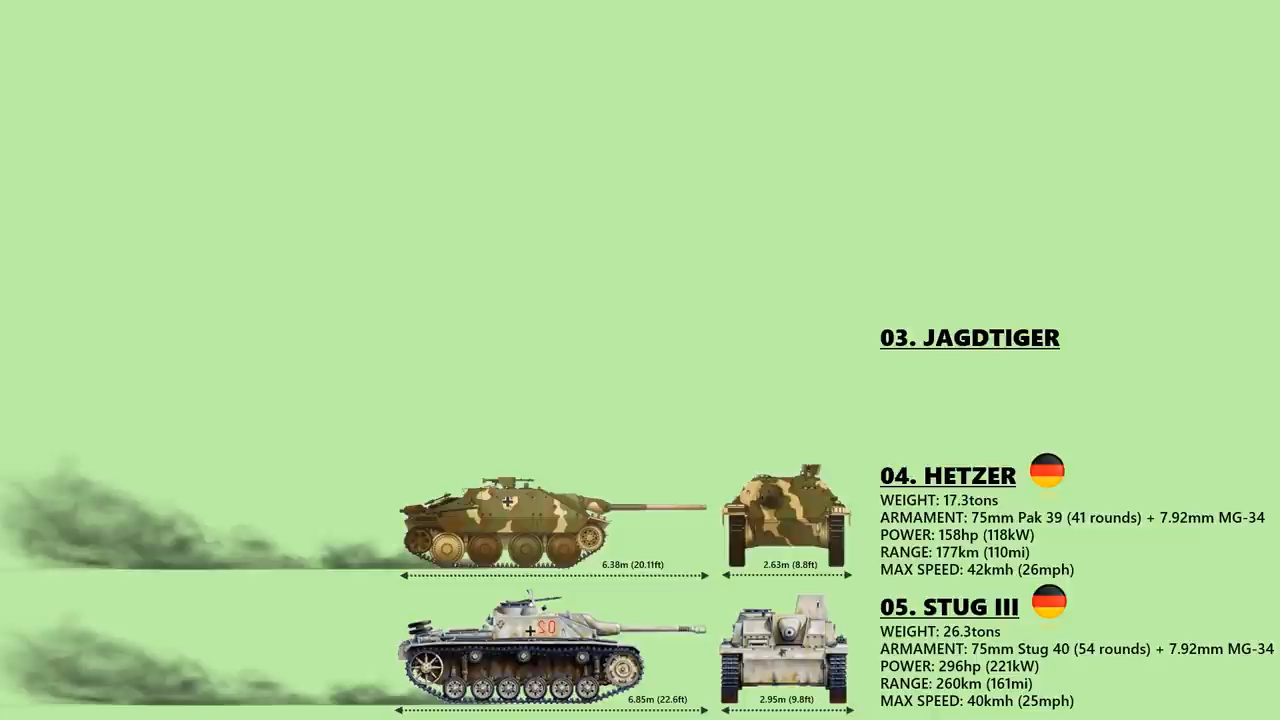 03. JAGDTIGER
04. HETZER
WEIGHT: 17.3tons
ARMAMENT: 75mm Pak 39 (41 rounds) + 7.92mm MG-34
POWER: 158hp (118kW)
RANGE: 177km (110mi)
MAX SPEED: 42kmh (26mph)
6.38m (20.11ft)
2.63m (8.8ft)
05. STUG III
WEIGHT: 26.3tons
ARMAMENT: 75mm Stug 40 (54 rounds) + 7.92mm MG-34
POWER: 296hp (221kW)
RANGE: 260km (161mi)
MAX SPEED: 40kmh (25mph)
02
6.85m (22.6ft)
2.95m (9.8ft)